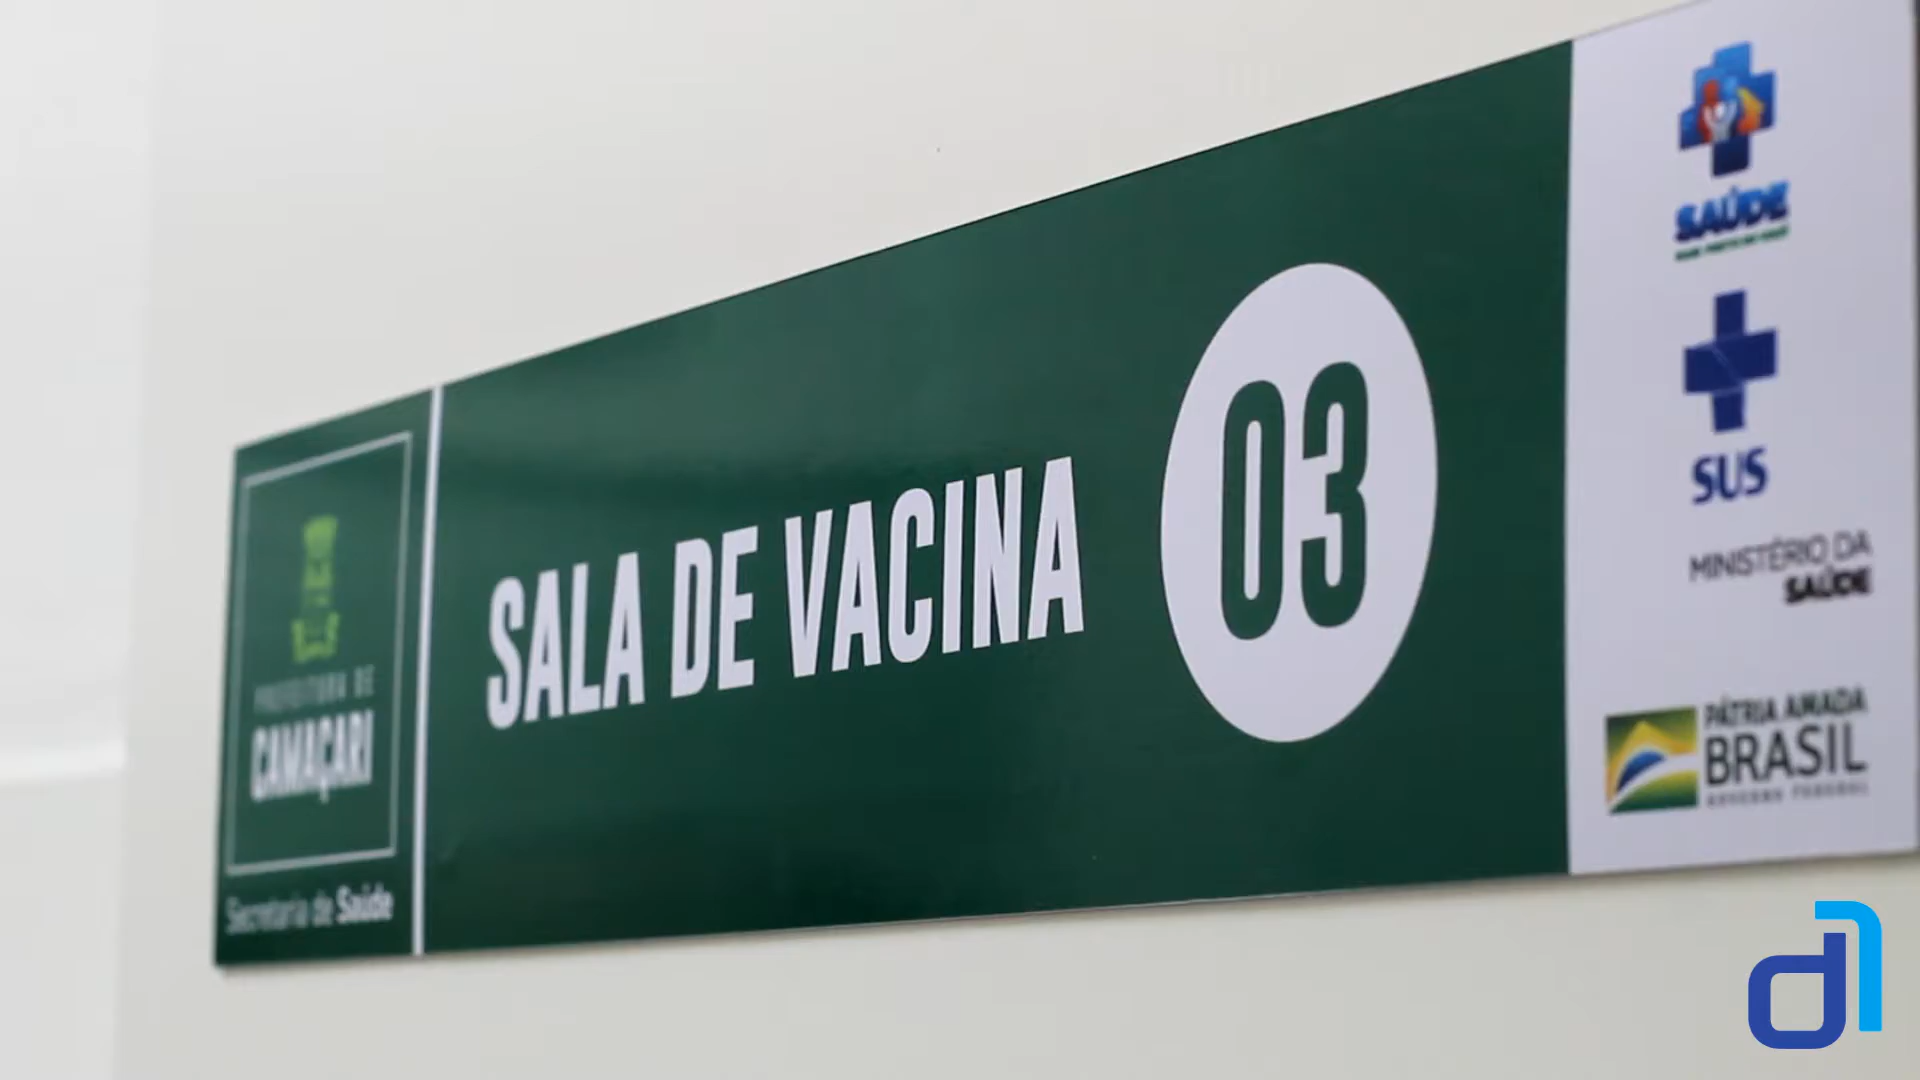 PREFEITURA DE
CAMAÇARI
Secretaria de Saúde
SALA DE VACINA
03
SAÚDE
SUS
MINISTÉRIO DA
SAÚDE
PÁTRIA AMADA
BRASIL
GOVERNO FEDERAL
d1